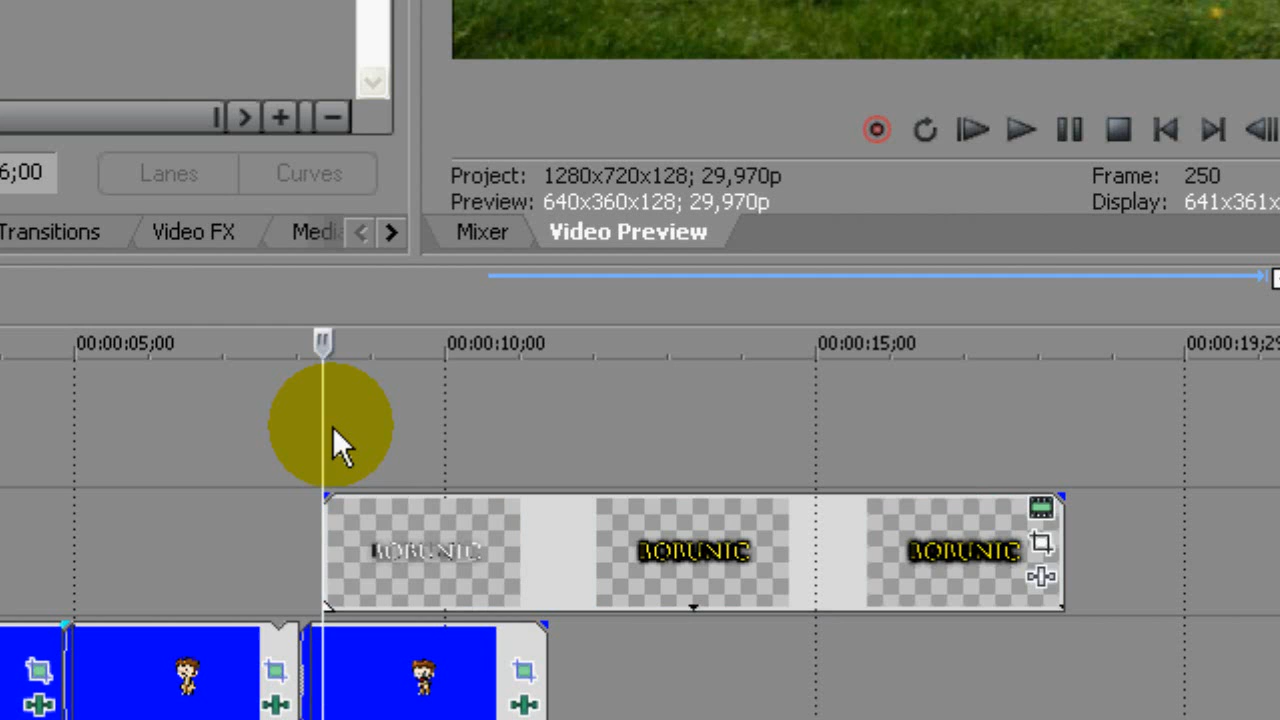 6;00
Lanes
Curves
Project: 1280x720x128; 29,970p
Frame: 250
Preview: 640x360x128; 29,970p
Display: 641x361x
Transitions
Video FX
Media
Mixer
Video Preview
00:00:05;00
00:00:10;00
00:00:15;00
00:00:19;29
BOBUNIC
BOBUNIC
BOBUNIC